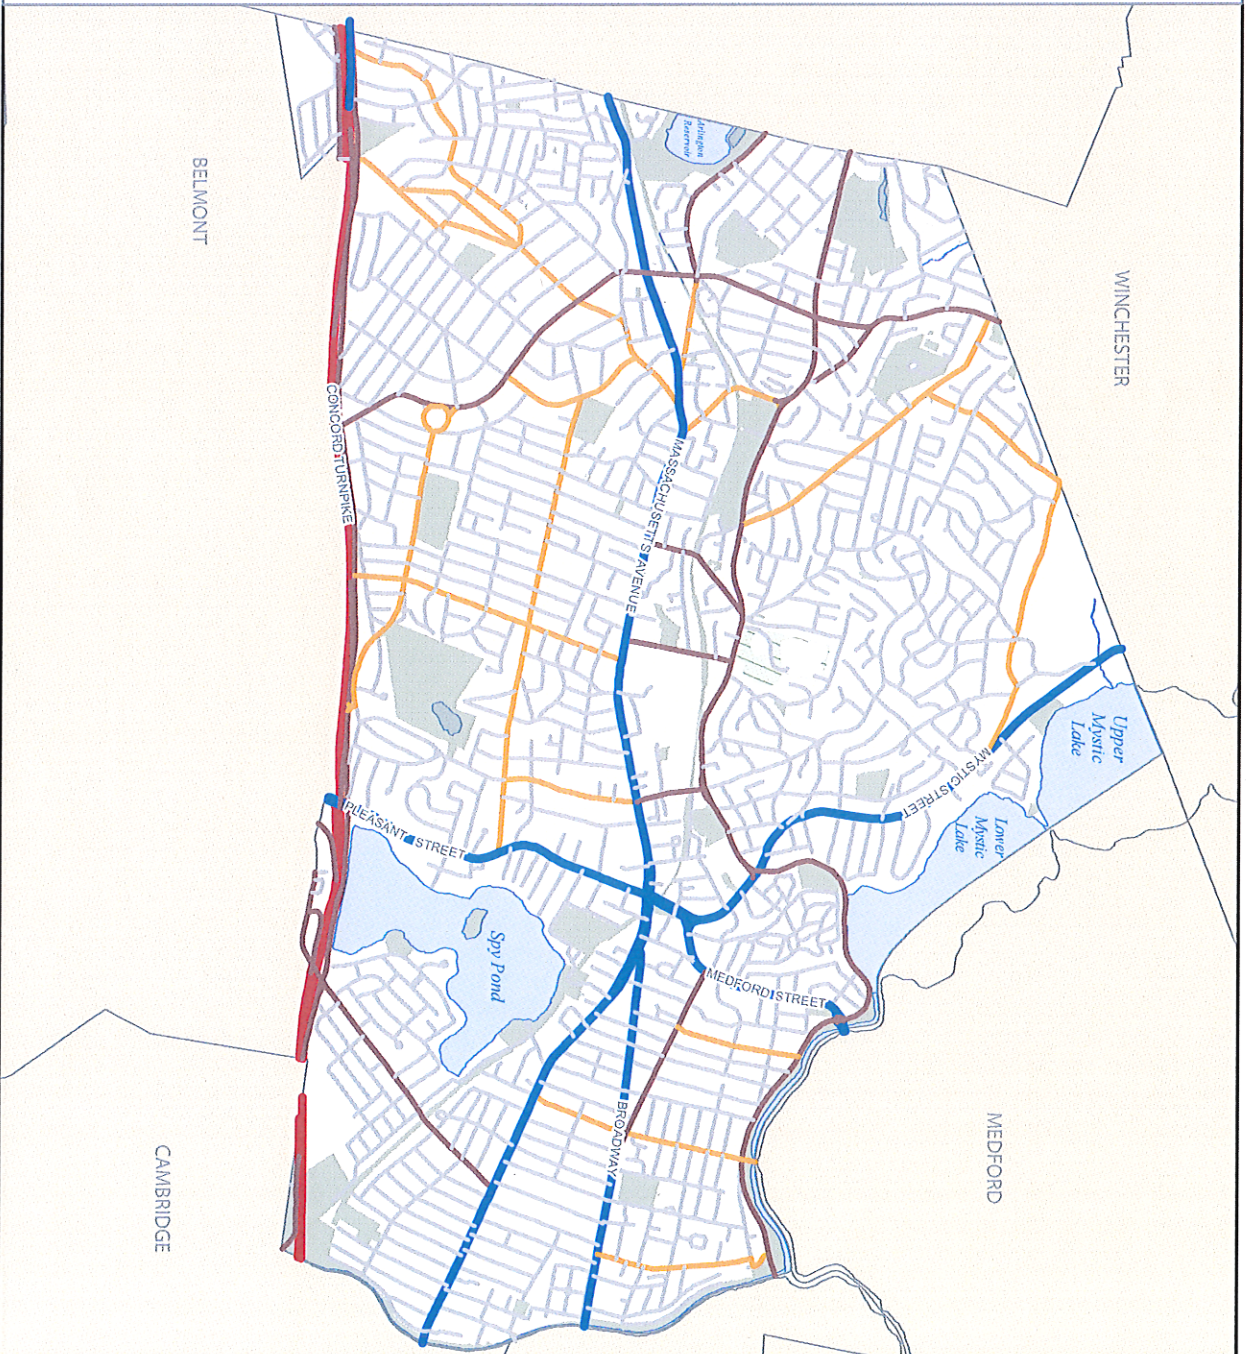 Arlington
Reservoir
BELMONT
WINCHESTER
CONCORD TURNPIKE
MASSACHUSETTS AVENUE
Upper
Mystic
Lake
MYSTIC STREET
Lower
Mystic
Lake
PLEASANT STREET
Spy Pond
MEDFORD STREET
BROADWAY
MEDFORD
CAMBRIDGE